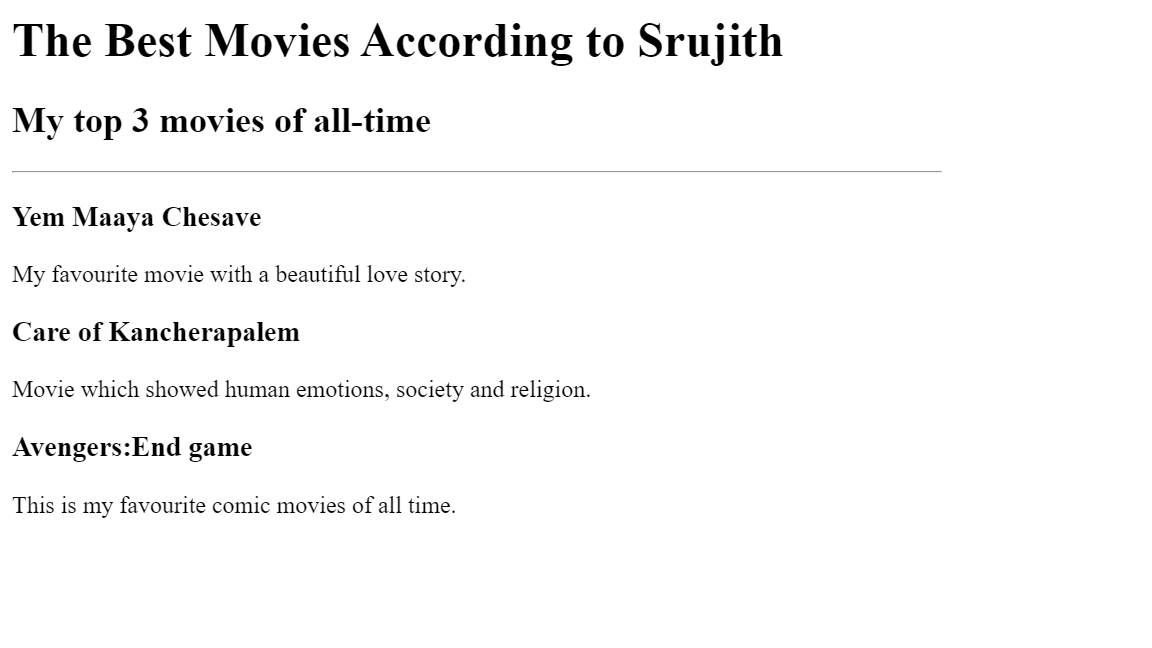 The Best Movies According to Srujith
My top 3 movies of all-time
Yem Maaya Chesave
My favourite movie with a beautiful love story.
Care of Kancherapalem
Movie which showed human emotions, society and religion.
Avengers:End game
This is my favourite comic movies of all time.